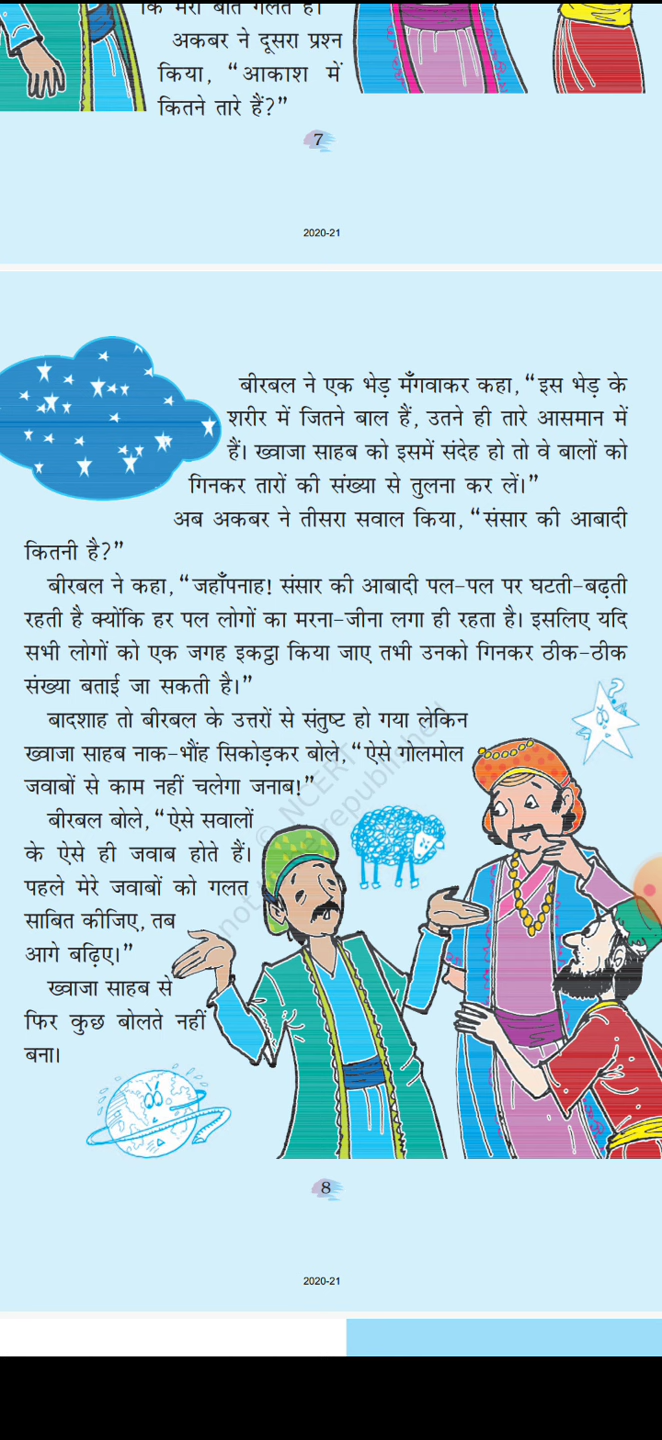 कि मेरी बात गलत है।
अकबर ने दूसरा प्रश्न
किया, “आकाश में
कितने तारे हैं?”
7
2020-21
बीरबल ने एक भेड़ मँगवाकर कहा, “इस भेड़ के
शरीर में जितने बाल हैं, उतने ही तारे आसमान में
हैं। ख्वाजा साहब को इसमें संदेह हो तो वे बालों को
गिनकर तारों की संख्या से तुलना कर लें।”
अब अकबर ने तीसरा सवाल किया, “संसार की आबादी
कितनी है?”
बीरबल ने कहा, “जहाँपनाह! संसार की आबादी पल-पल पर घटती-बढ़ती
रहती है क्योंकि हर पल लोगों का मरना-जीना लगा ही रहता है। इसलिए यदि
सभी लोगों को एक जगह इकट्ठा किया जाए तभी उनको गिनकर ठीक-ठीक
संख्या बताई जा सकती है।”
बादशाह तो बीरबल के उत्तरों से संतुष्ट हो गया लेकिन
ख्वाजा साहब नाक-भौंह सिकोड़कर बोले, “ऐसे गोलमोल
जवाबों से काम नहीं चलेगा जनाब!”
बीरबल बोले, “ऐसे सवालों
के ऐसे ही जवाब होते हैं।
पहले मेरे जवाबों को गलत
साबित कीजिए, तब
आगे बढ़िए।”
ख्वाजा साहब से
फिर कुछ बोलते नहीं
बना।
© NCERT
not republished
8
2020-21